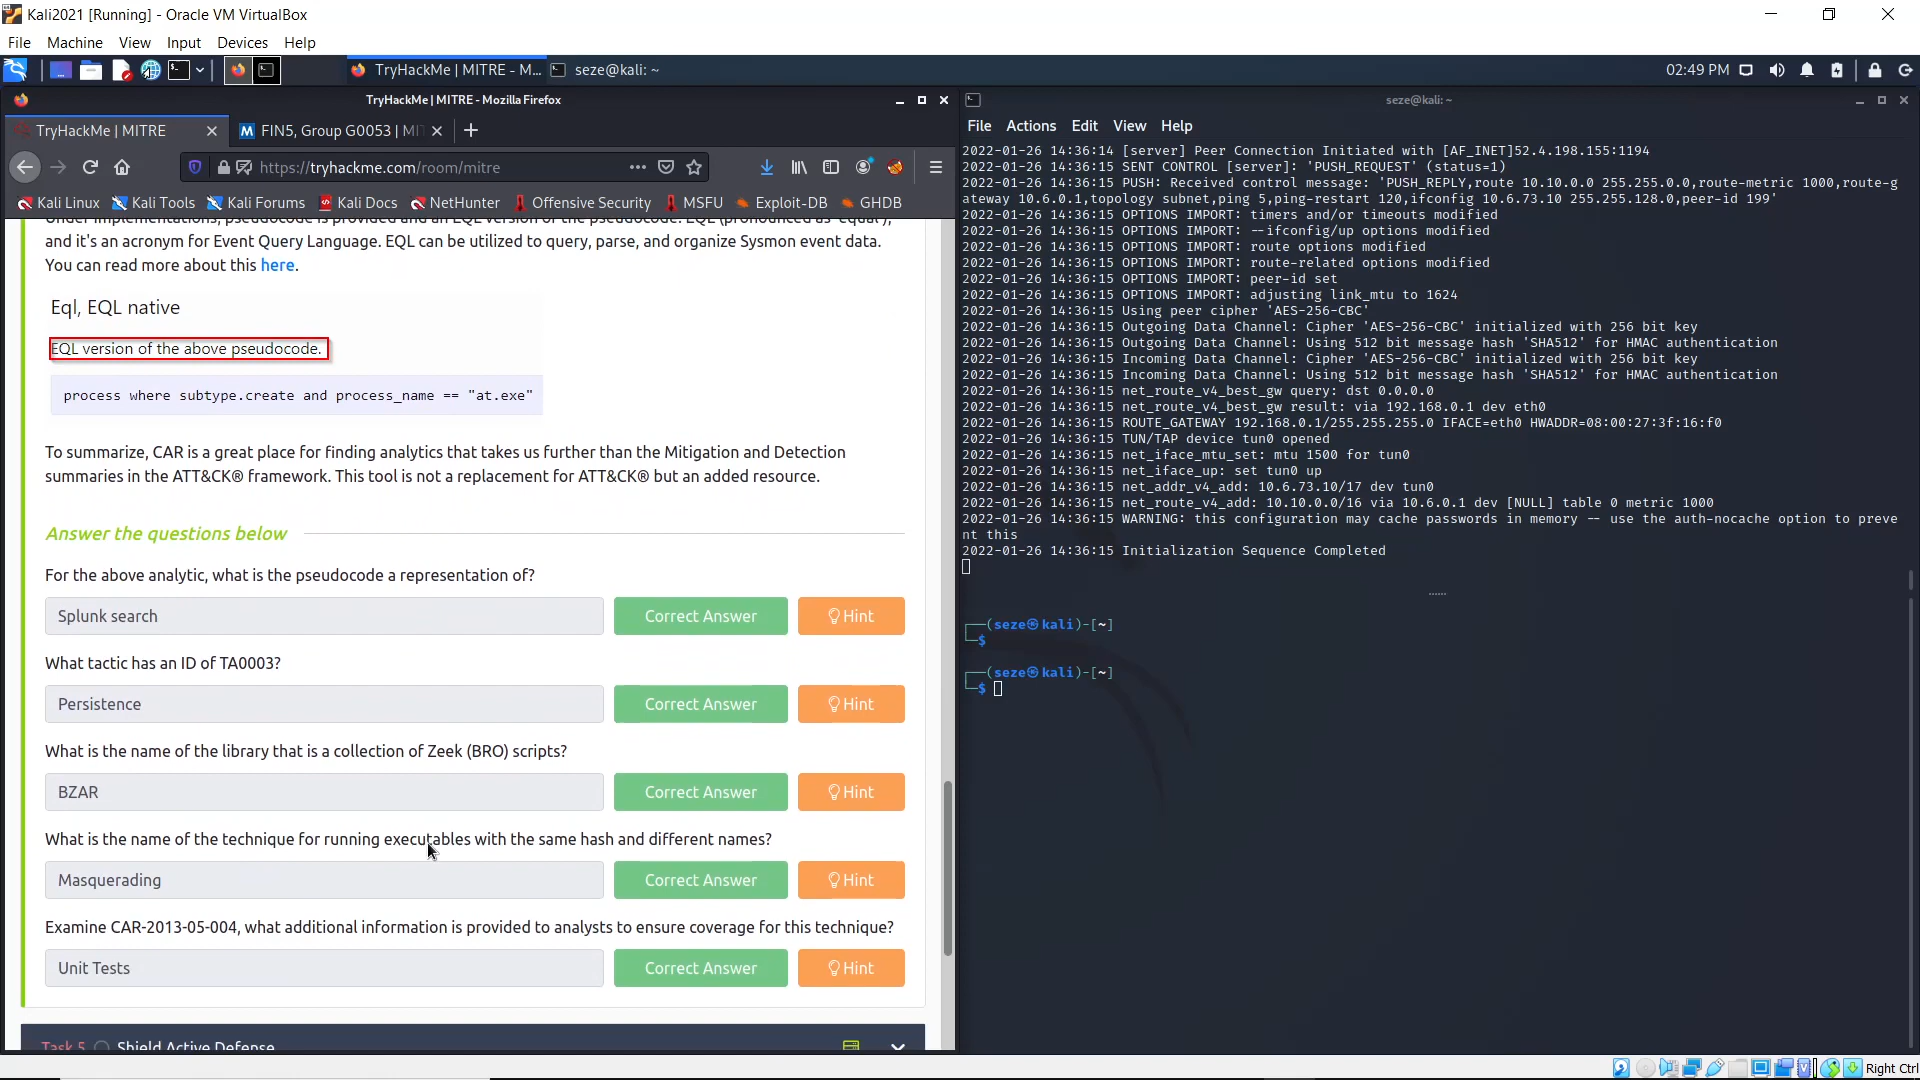 Kali2021 [Running] - Oracle VM VirtualBox
File Machine View Input Devices Help
TryHackMe | MITRE - M...
seze@kali: ~
02:49 PM
TryHackMe | MITRE - Mozilla Firefox
TryHackMe | MITRE
FIN5, Group G0053 | MIT
https://tryhackme.com/room/mitre
Kali Linux Kali Tools Kali Forums Kali Docs NetHunter Offensive Security MSFU Exploit-DB GHDB
Under Implementations, pseudocode is provided and an EQL version of the pseudocode. EQL (pronounced as 'equal'),
and it's an acronym for Event Query Language. EQL can be utilized to query, parse, and organize Sysmon event data.
You can read more about this here.
Eql, EQL native
EQL version of the above pseudocode.
process where subtype.create and process_name == "at.exe"
To summarize, CAR is a great place for finding analytics that takes us further than the Mitigation and Detection
summaries in the ATT&CK® framework. This tool is not a replacement for ATT&CK® but an added resource.
Answer the questions below
For the above analytic, what is the pseudocode a representation of?
Splunk search
Correct Answer
Hint
What tactic has an ID of TA0003?
Persistence
Correct Answer
Hint
What is the name of the library that is a collection of Zeek (BRO) scripts?
BZAR
Correct Answer
Hint
What is the name of the technique for running executables with the same hash and different names?
Masquerading
Correct Answer
Hint
Examine CAR-2013-05-004, what additional information is provided to analysts to ensure coverage for this technique?
Unit Tests
Correct Answer
Hint
Task 5 Shield Active Defense
seze@kali: ~
File Actions Edit View Help
2022-01-26 14:36:14 [server] Peer Connection Initiated with [AF_INET]52.4.198.155:1194
2022-01-26 14:36:15 SENT CONTROL [server]: 'PUSH_REQUEST' (status=1)
2022-01-26 14:36:15 PUSH: Received control message: 'PUSH_REPLY,route 10.10.0.0 255.255.0.0,route-metric 1000,route-g
ateway 10.6.0.1,topology subnet,ping 5,ping-restart 120,ifconfig 10.6.73.10 255.255.128.0,peer-id 199'
2022-01-26 14:36:15 OPTIONS IMPORT: timers and/or timeouts modified
2022-01-26 14:36:15 OPTIONS IMPORT: --ifconfig/up options modified
2022-01-26 14:36:15 OPTIONS IMPORT: route options modified
2022-01-26 14:36:15 OPTIONS IMPORT: route-related options modified
2022-01-26 14:36:15 OPTIONS IMPORT: peer-id set
2022-01-26 14:36:15 OPTIONS IMPORT: adjusting link_mtu to 1624
2022-01-26 14:36:15 Using peer cipher 'AES-256-CBC'
2022-01-26 14:36:15 Outgoing Data Channel: Cipher 'AES-256-CBC' initialized with 256 bit key
2022-01-26 14:36:15 Outgoing Data Channel: Using 512 bit message hash 'SHA512' for HMAC authentication
2022-01-26 14:36:15 Incoming Data Channel: Cipher 'AES-256-CBC' initialized with 256 bit key
2022-01-26 14:36:15 Incoming Data Channel: Using 512 bit message hash 'SHA512' for HMAC authentication
2022-01-26 14:36:15 net_route_v4_best_gw query: dst 0.0.0.0
2022-01-26 14:36:15 net_route_v4_best_gw result: via 192.168.0.1 dev eth0
2022-01-26 14:36:15 ROUTE_GATEWAY 192.168.0.1/255.255.255.0 IFACE=eth0 HWADDR=08:00:27:3f:16:f0
2022-01-26 14:36:15 TUN/TAP device tun0 opened
2022-01-26 14:36:15 net_iface_mtu_set: mtu 1500 for tun0
2022-01-26 14:36:15 net_iface_up: set tun0 up
2022-01-26 14:36:15 net_addr_v4_add: 10.6.73.10/17 dev tun0
2022-01-26 14:36:15 net_route_v4_add: 10.10.0.0/16 via 10.6.0.1 dev [NULL] table 0 metric 1000
2022-01-26 14:36:15 WARNING: this configuration may cache passwords in memory -- use the auth-nocache option to preve
nt this
2022-01-26 14:36:15 Initialization Sequence Completed
┌──(seze㉿kali)-[~]
└─$
┌──(seze㉿kali)-[~]
└─$
Right Ctrl